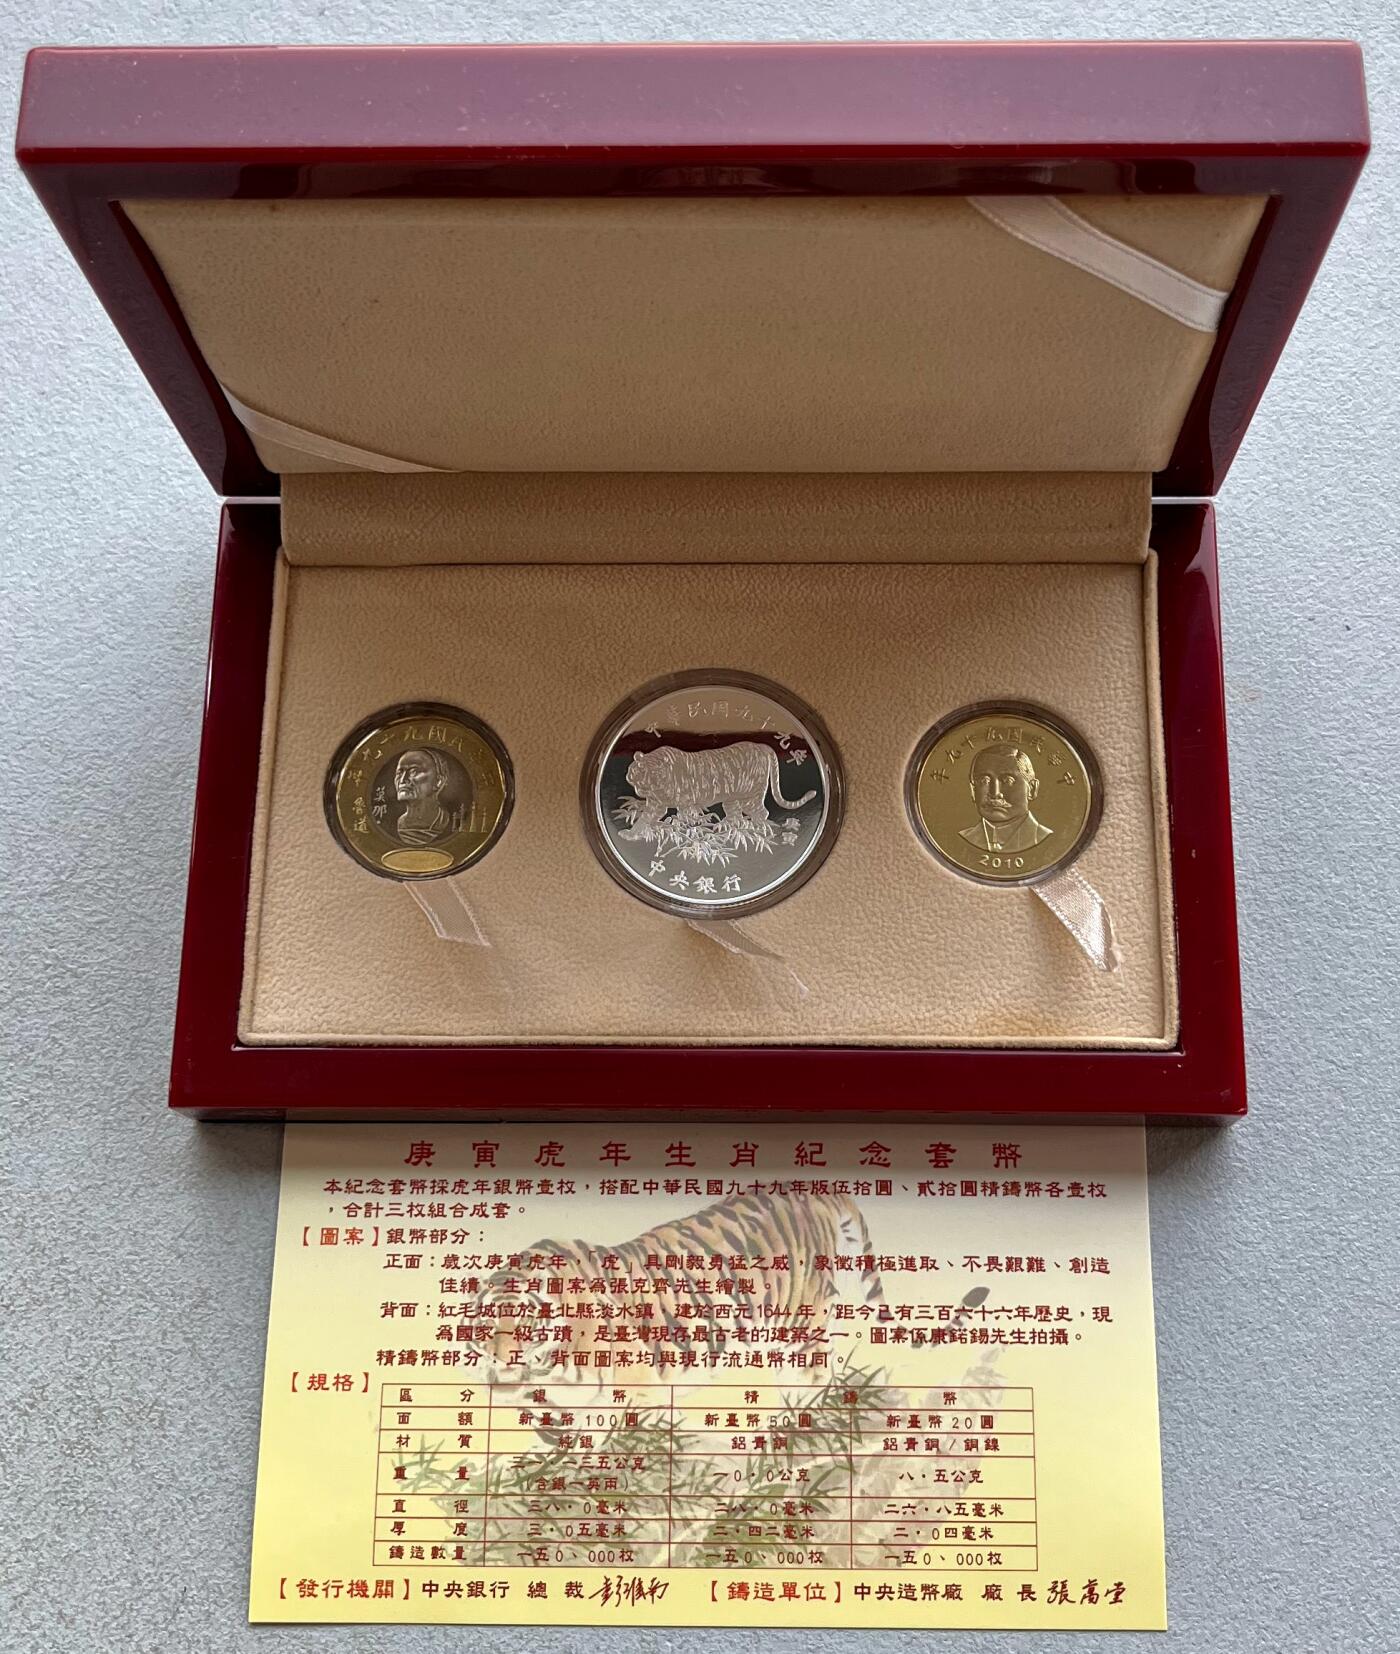 中華民國九十九年
莫那
魯道
中華民國九十九年
庚寅
中央銀行
中華民國九十九年
2010
庚寅虎年生肖紀念套幣
本紀念套幣採虎年銀幣壹枚，搭配中華民國九十九年版伍拾圓、貳拾圓精鑄幣各壹枚
，合計三枚組合成套。
【圖案】銀幣部分：
正面：歲次庚寅虎年，「虎」具剛毅勇猛之威，象徵積極進取、不畏艱難、創造
佳績。生肖圖案為張克齊先生繪製。
背面：紅毛城位於臺北縣淡水鎮，建於西元1644年，距今已有三百六十六年歷史，現
為國家一級古蹟，是臺灣現存最古老的建築之一。圖案係康鍩錫先生拍攝。
精鑄幣部分：正、背面圖案均與現行流通幣相同。
【規格】
區分 銀幣 精鑄幣
面額 新臺幣100圓 新臺幣50圓 新臺幣20圓
材質 純銀 鋁青銅 鋁青銅/銅鎳
重量 三一．一三五公克 一0．0公克 八．五公克
（含銀一英兩）
直徑 三八．0毫米 二八．0毫米 二六．八五毫米
厚度 三．0五毫米 二．四二毫米 二．0四毫米
鑄造數量 一五0、000枚 一五0、000枚 一五0、000枚
【發行機關】中央銀行 總裁 彭淮南 【鑄造單位】中央造幣廠 廠長 張萬堂